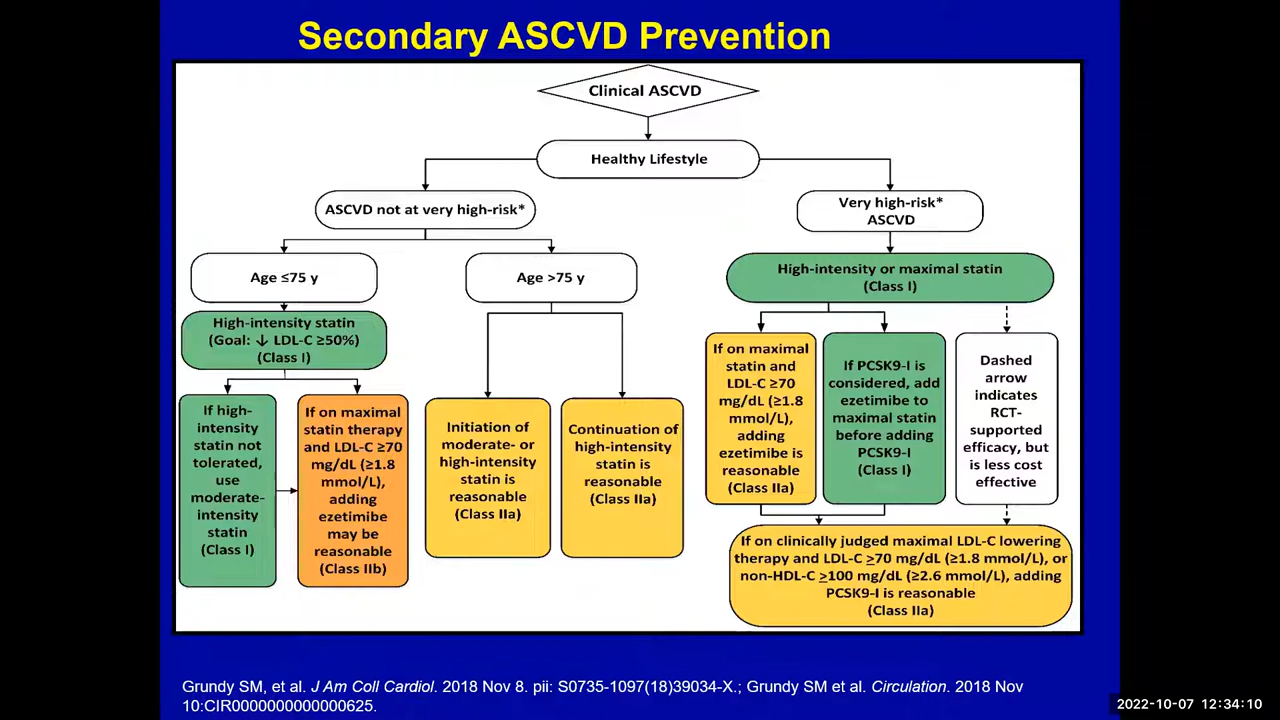 Secondary ASCVD Prevention
Clinical ASCVD
Healthy Lifestyle
ASCVD not at very high-risk*
Very high-risk*
ASCVD
Age ≤75 y
Age >75 y
High-intensity or maximal statin
(Class I)
High-intensity statin
(Goal: ↓ LDL-C ≥50%)
(Class I)
If high-
intensity
statin not
tolerated,
use
moderate-
intensity
statin
(Class I)
If on maximal
statin therapy
and LDL-C ≥70
mg/dL (≥1.8
mmol/L),
adding
ezetimibe
may be
reasonable
(Class IIb)
Initiation of
moderate- or
high-intensity
statin is
reasonable
(Class IIa)
Continuation of
high-intensity
statin is
reasonable
(Class IIa)
If on maximal
statin and
LDL-C ≥70
mg/dL (≥1.8
mmol/L),
adding
ezetimibe is
reasonable
(Class IIa)
If PCSK9-I is
considered, add
ezetimibe to
maximal statin
before adding
PCSK9-I
(Class I)
Dashed
arrow
indicates
RCT-
supported
efficacy, but
is less cost
effective
If on clinically judged maximal LDL-C lowering
therapy and LDL-C ≥70 mg/dL (≥1.8 mmol/L), or
non-HDL-C ≥100 mg/dL (≥2.6 mmol/L), adding
PCSK9-I is reasonable
(Class IIa)
Grundy SM, et al. J Am Coll Cardiol. 2018 Nov 8. pii: S0735-1097(18)39034-X.; Grundy SM et al. Circulation. 2018 Nov
10:CIR0000000000000625.
2022-10-07 12:34:10